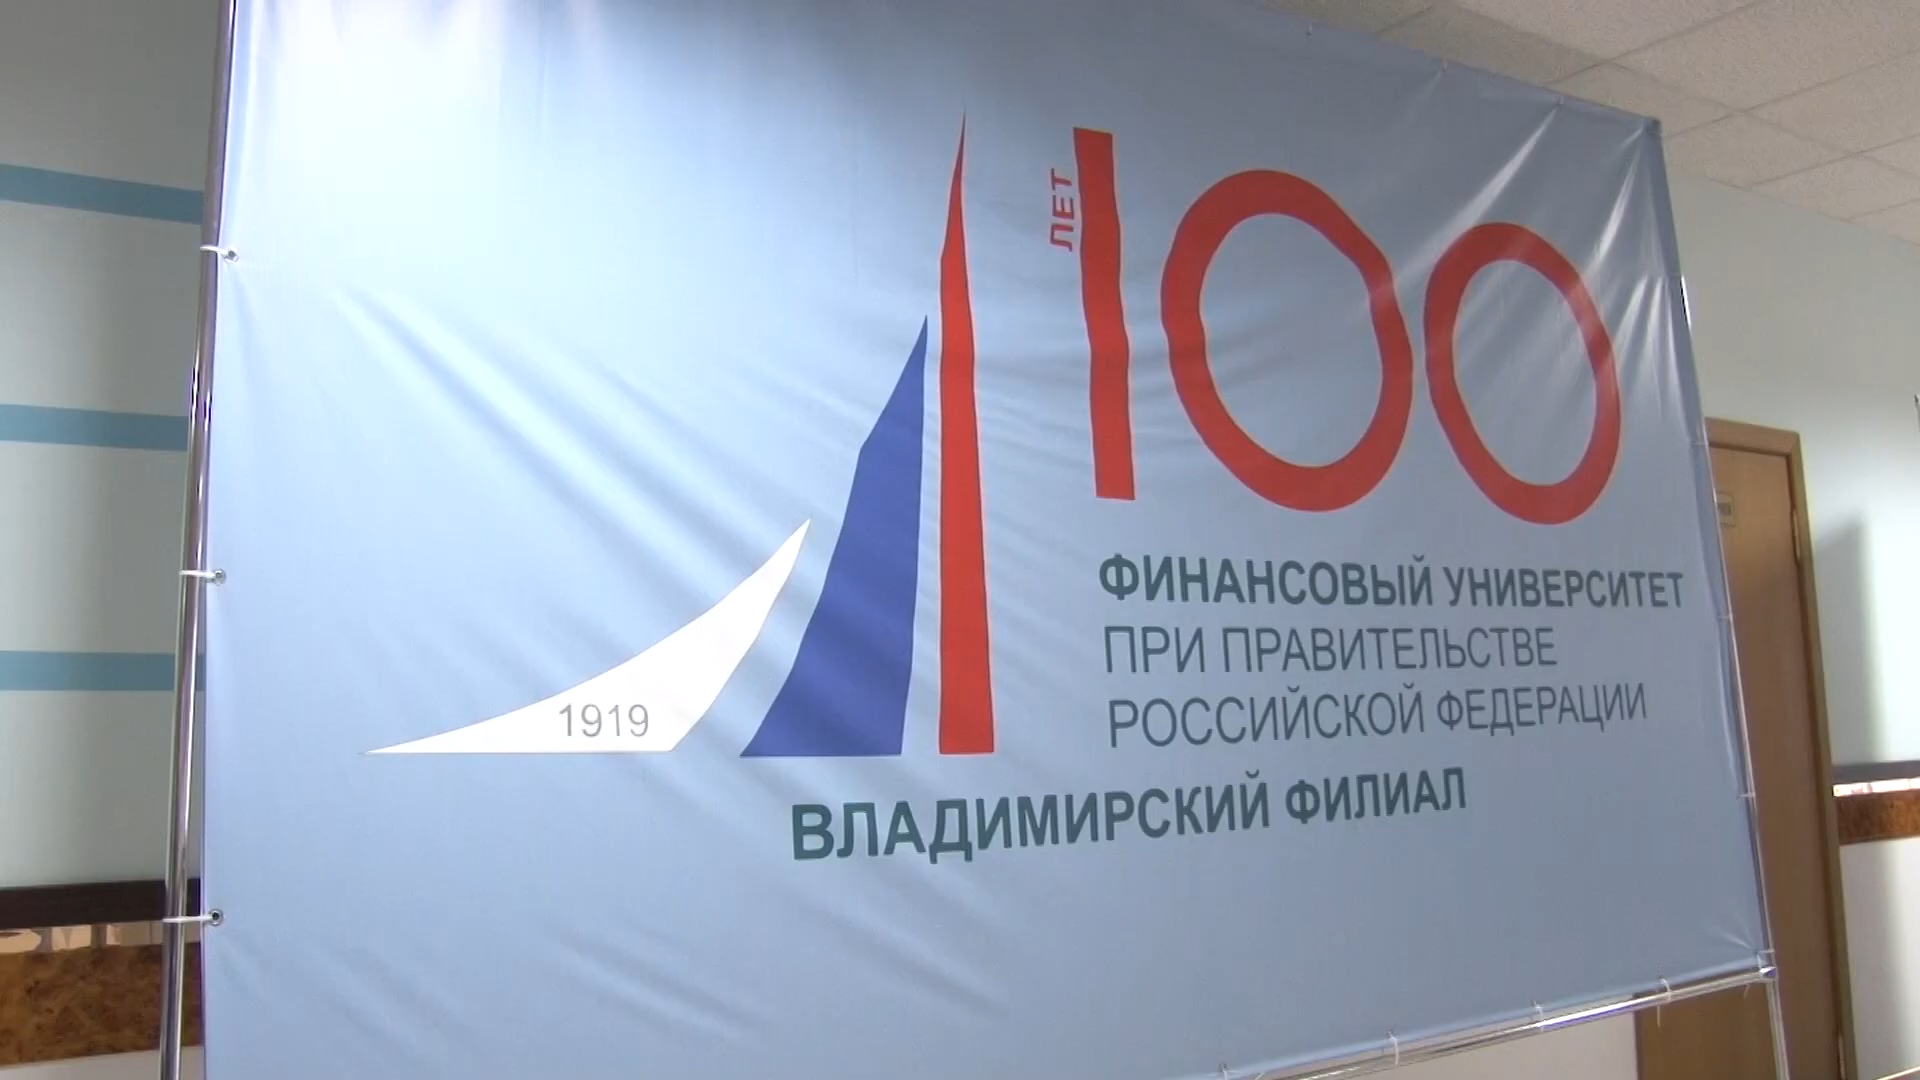 ЛЕТ
100
1919
ФИНАНСОВЫЙ УНИВЕРСИТЕТ
ПРИ ПРАВИТЕЛЬСТВЕ
РОССИЙСКОЙ ФЕДЕРАЦИИ
ВЛАДИМИРСКИЙ ФИЛИАЛ